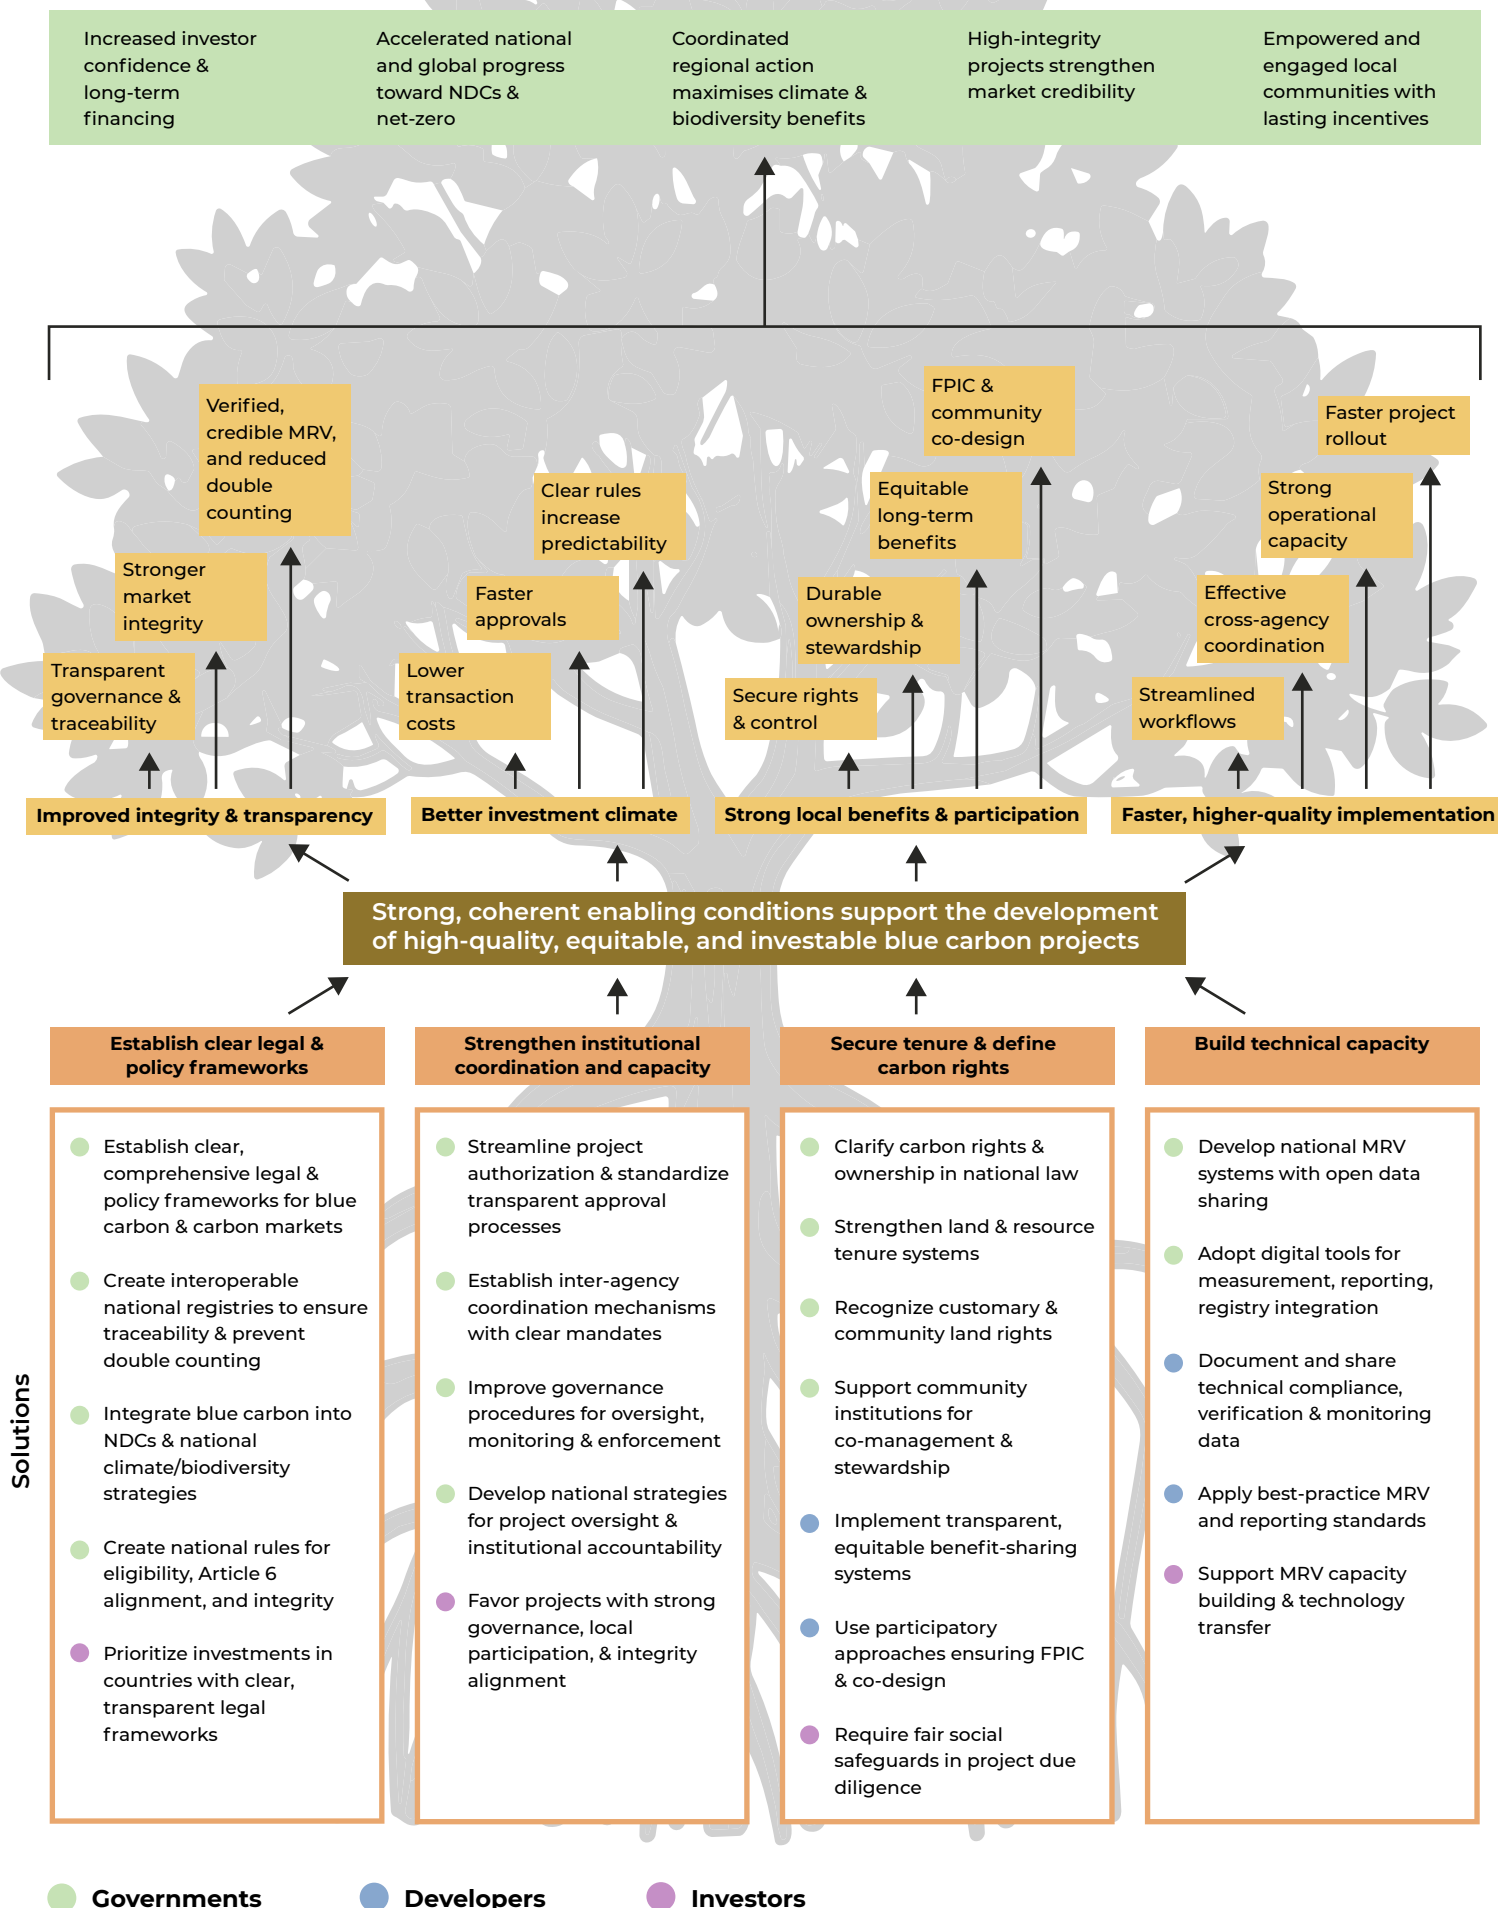 Increased investor
confidence &
long-term
financing
Accelerated national
and global progress
toward NDCs &
net-zero
Coordinated
regional action
maximises climate &
biodiversity benefits
High-integrity
projects strengthen
market credibility
Empowered and
engaged local
communities with
lasting incentives
Verified,
credible MRV,
and reduced
double
counting
Stronger
market
integrity
Transparent
governance &
traceability
Clear rules
increase
predictability
Faster
approvals
Lower
transaction
costs
FPIC &
community
co-design
Equitable
long-term
benefits
Durable
ownership &
stewardship
Secure rights
& control
Faster project
rollout
Strong
operational
capacity
Effective
cross-agency
coordination
Streamlined
workflows
Improved integrity & transparency
Better investment climate
Strong local benefits & participation
Faster, higher-quality implementation
Strong, coherent enabling conditions support the development
of high-quality, equitable, and investable blue carbon projects
Solutions
Establish clear legal &
policy frameworks
Establish clear,
comprehensive legal &
policy frameworks for blue
carbon & carbon markets
Create interoperable
national registries to ensure
traceability & prevent
double counting
Integrate blue carbon into
NDCs & national
climate/biodiversity
strategies
Create national rules for
eligibility, Article 6
alignment, and integrity
Prioritize investments in
countries with clear,
transparent legal
frameworks
Strengthen institutional
coordination and capacity
Streamline project
authorization & standardize
transparent approval
processes
Establish inter-agency
coordination mechanisms
with clear mandates
Improve governance
procedures for oversight,
monitoring & enforcement
Develop national strategies
for project oversight &
institutional accountability
Favor projects with strong
governance, local
participation, & integrity
alignment
Secure tenure & define
carbon rights
Clarify carbon rights &
ownership in national law
Strengthen land & resource
tenure systems
Recognize customary &
community land rights
Support community
institutions for
co-management &
stewardship
Implement transparent,
equitable benefit-sharing
systems
Use participatory
approaches ensuring FPIC
& co-design
Require fair social
safeguards in project due
diligence
Build technical capacity
Develop national MRV
systems with open data
sharing
Adopt digital tools for
measurement, reporting,
registry integration
Document and share
technical compliance,
verification & monitoring
data
Apply best-practice MRV
and reporting standards
Support MRV capacity
building & technology
transfer
Governments
Developers
Investors